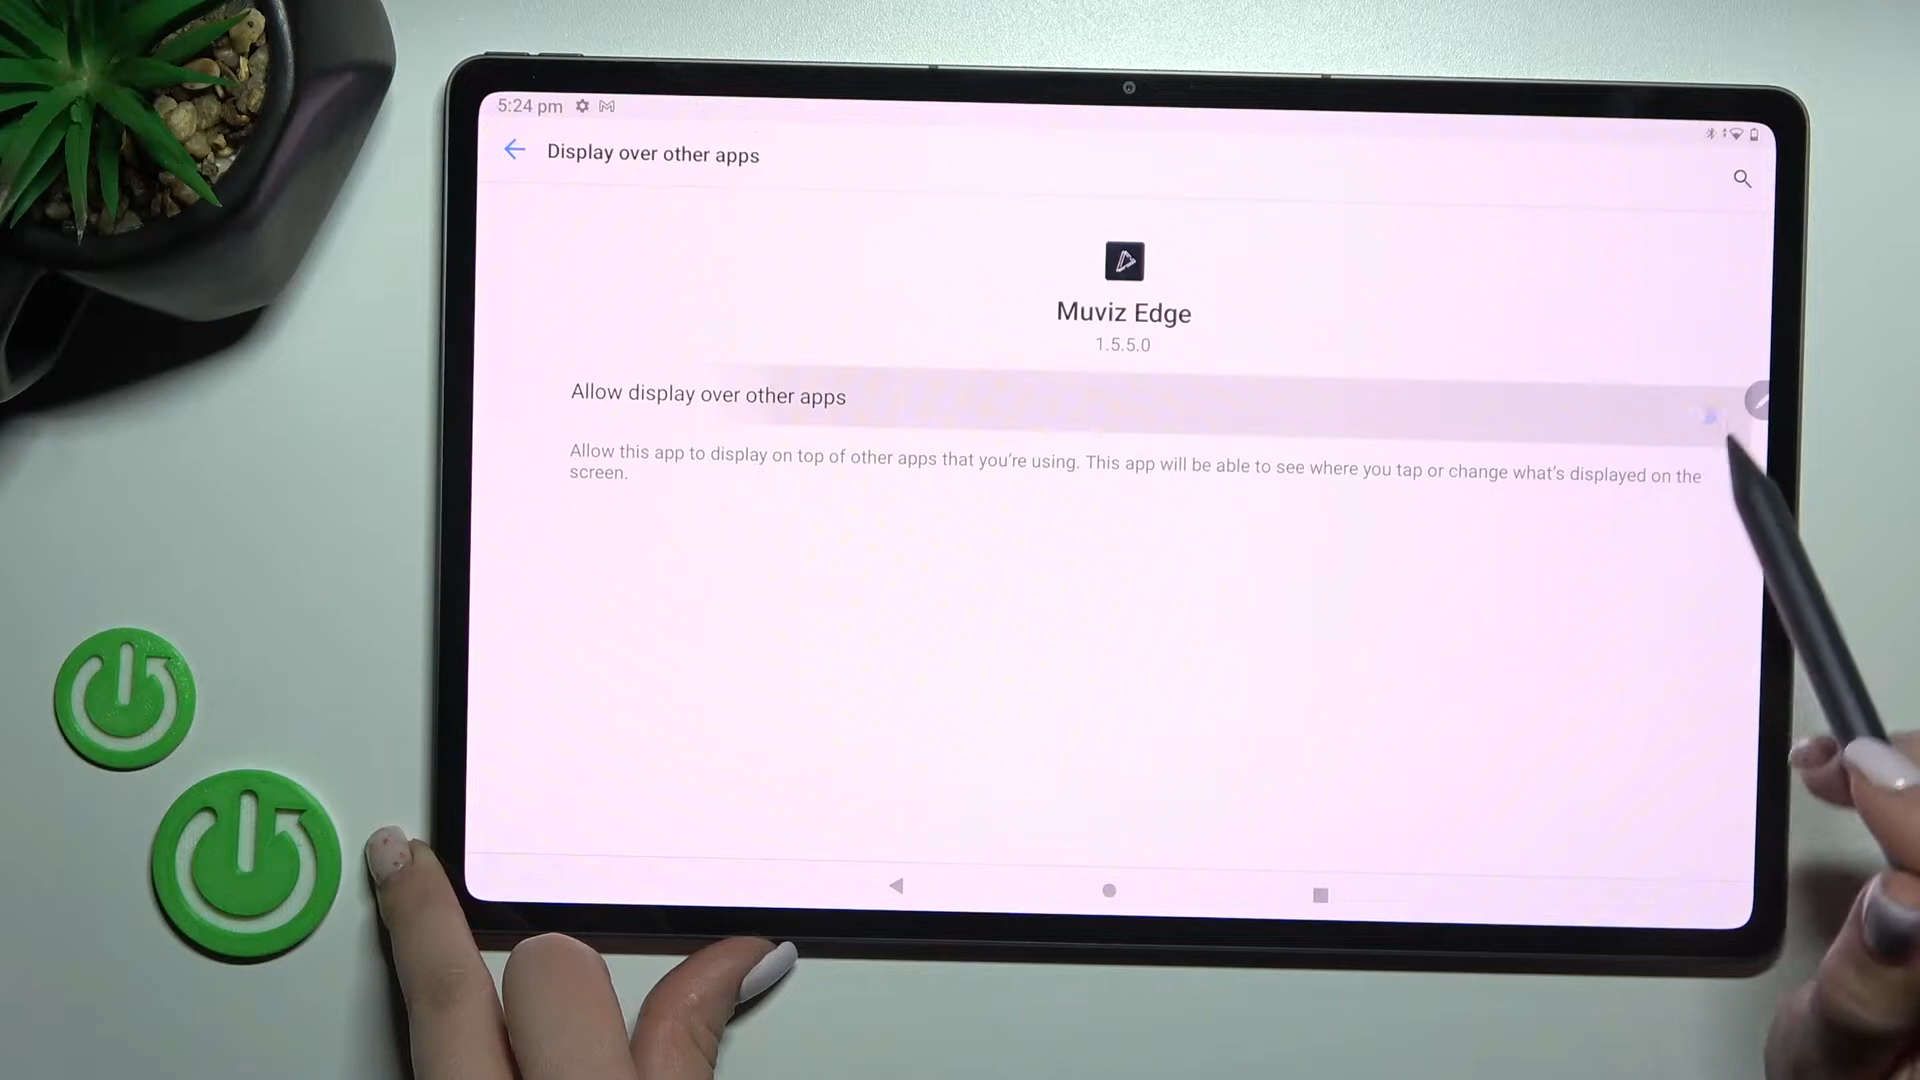 5:24 pm
Display over other apps
Muviz Edge
1.5.5.0
Allow display over other apps
Allow this app to display on top of other apps that you're using. This app will be able to see where you tap or change what's displayed on the
screen.